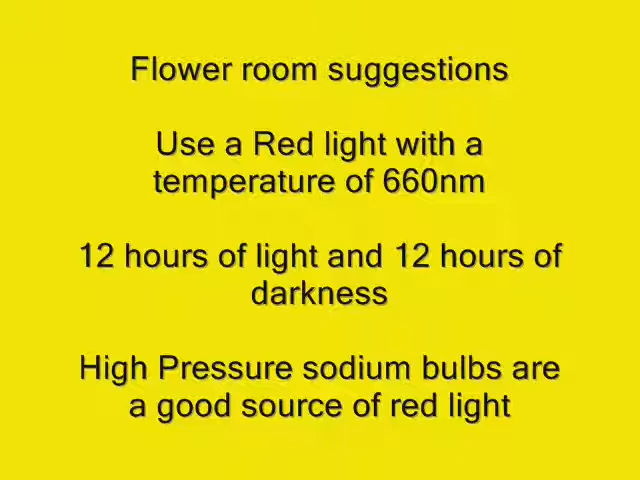 Flower room suggestions
Use a Red light with a
temperature of 660nm
12 hours of light and 12 hours of
darkness
High Pressure sodium bulbs are
a good source of red light